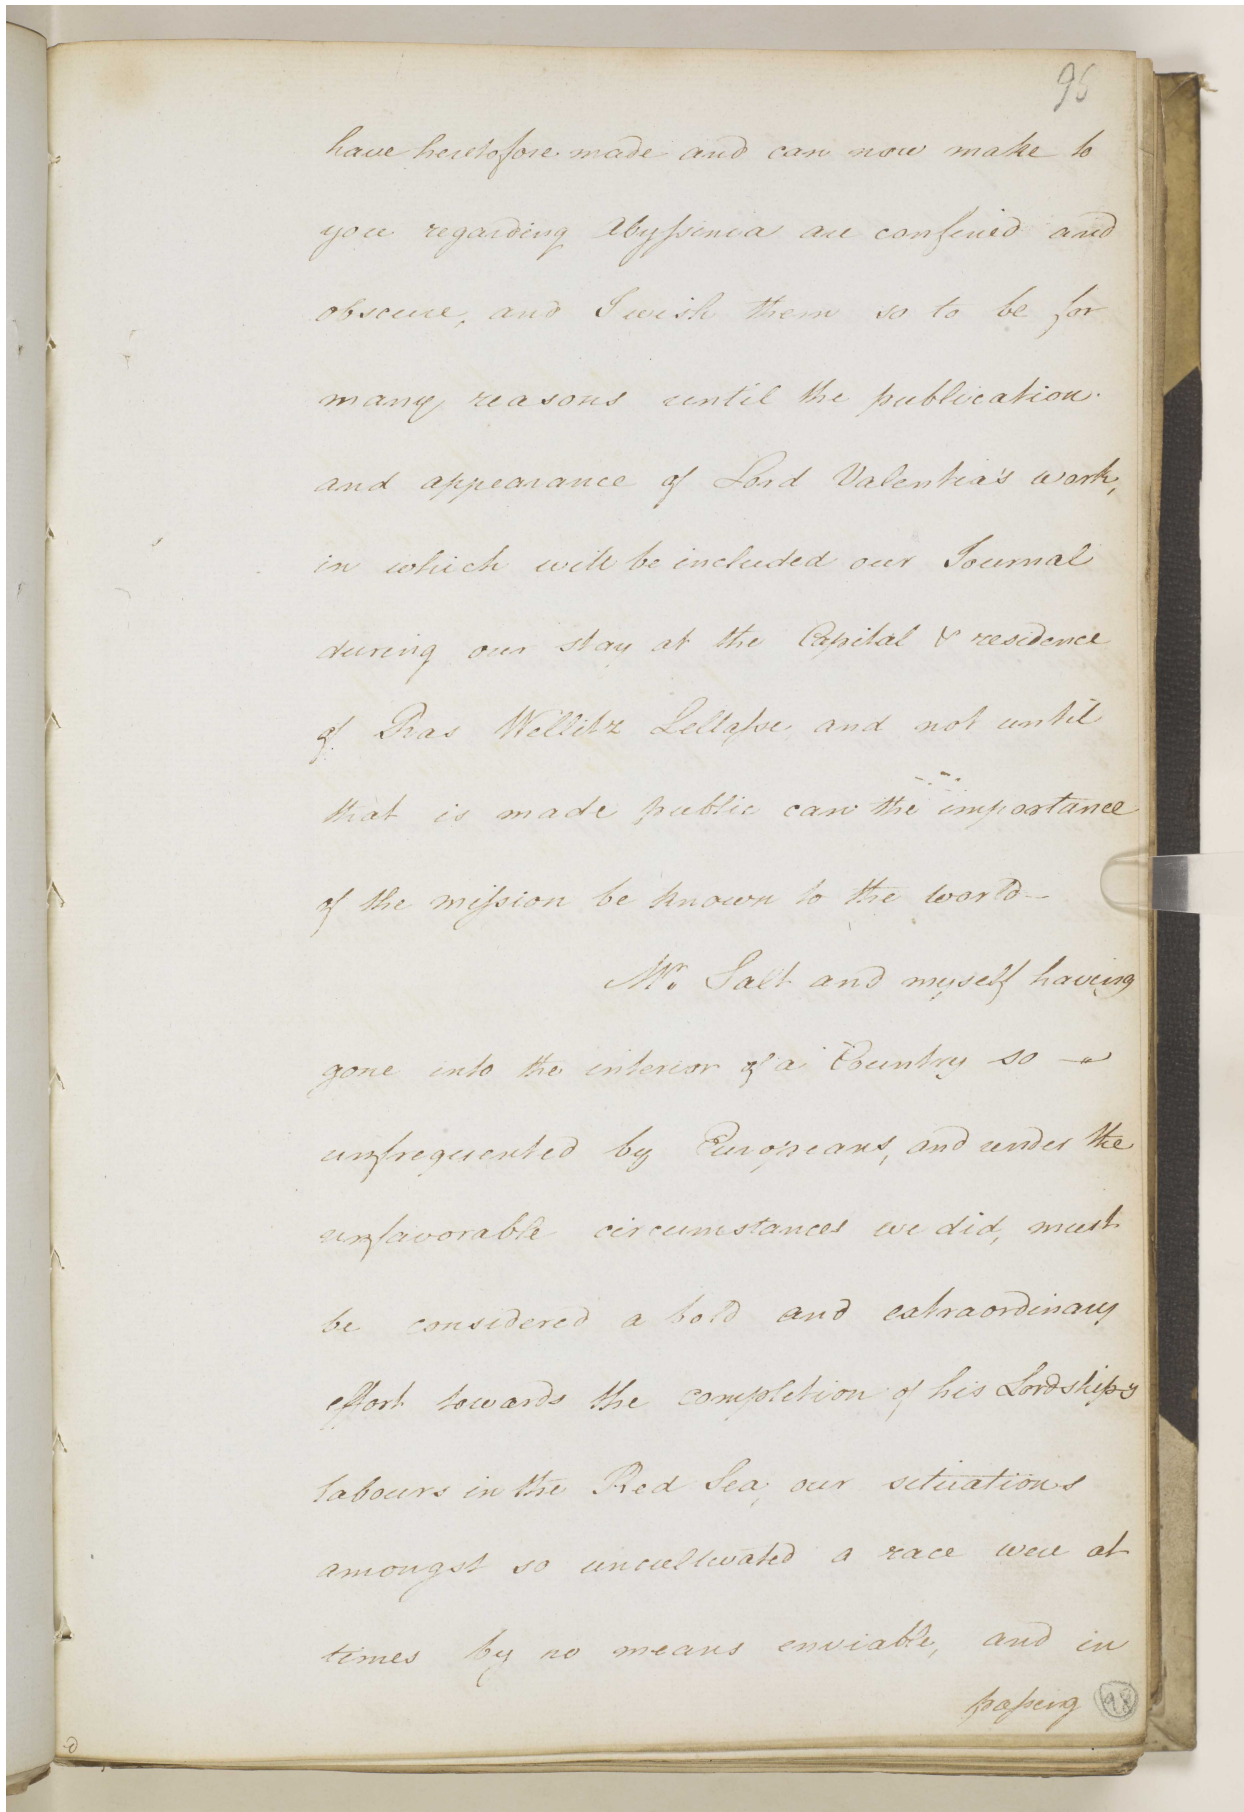 95
have heretofore made and can now make to
you regarding Abyssinia are confined and
obscure, and I wish them so to be for
many reasons until the publication
and appearance of Lord Valentia's work,
in which will be included our Journal
during our stay at the Capital & residence
of Ras Wellitz Sellasse, and not until
that is made public can the importance
of the mission be known to the world—
Mr. Salt and myself having
gone into the interior of a Country so —
unfrequented by Europeans, and under the
unfavorable circumstances we did, must
be considered a bold and extraordinary
effort towards the completion of his Lordships
labours in the Red Sea, our situations
amongst so uncultivated a race were at
times by no means enviable, and in
passing
98